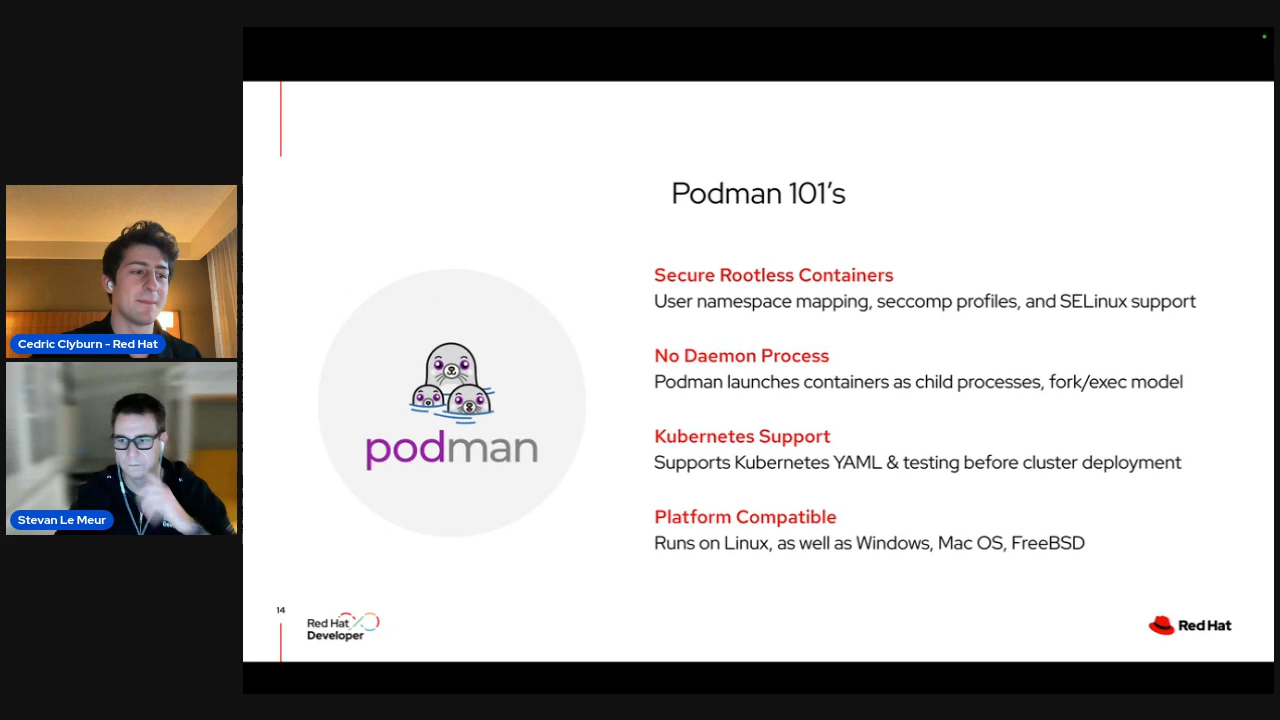 Podman 101's
Secure Rootless Containers
User namespace mapping, seccomp profiles, and SELinux support
No Daemon Process
Podman launches containers as child processes, fork/exec model
Kubernetes Support
Supports Kubernetes YAML & testing before cluster deployment
Platform Compatible
Runs on Linux, as well as Windows, Mac OS, FreeBSD
podman
Cedric Clyburn - Red Hat
Stevan Le Meur
14
Red Hat
Developer
Red Hat